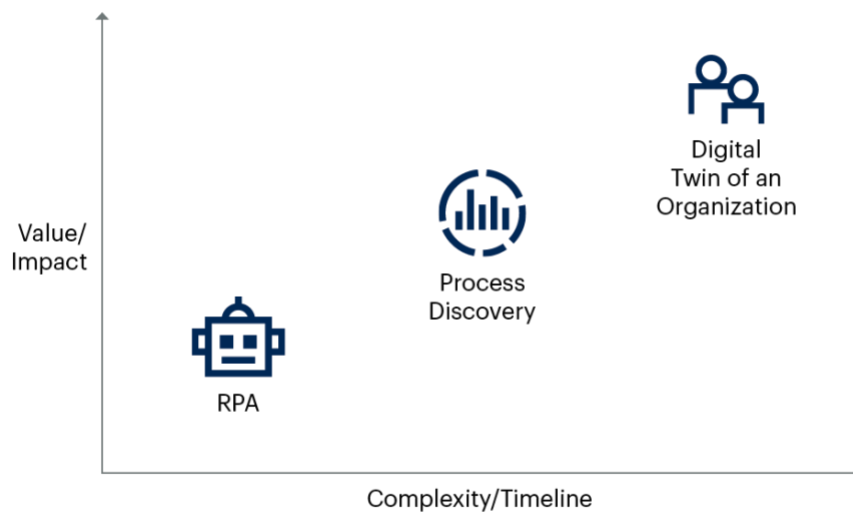 Digital
Twin of an
Organization
Value/
Impact
Process
Discovery
RPA
Complexity/Timeline